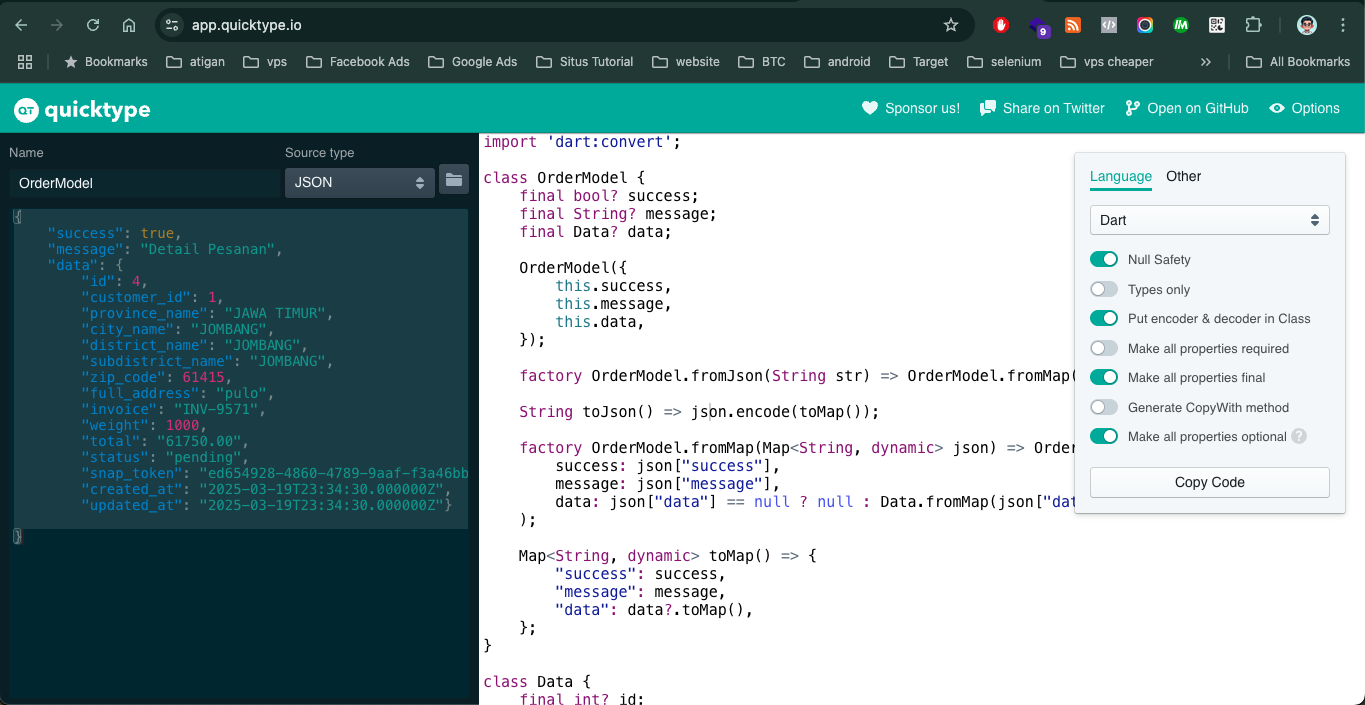 app.quicktype.io
9
Bookmarks atigan vps Facebook Ads Google Ads Situs Tutorial website BTC android Target selenium vps cheaper » All Bookmarks
QT quicktype
Sponsor us! Share on Twitter Open on GitHub Options
Name Source type
OrderModel JSON
{
    "success": true,
    "message": "Detail Pesanan",
    "data": {
        "id": 4,
        "customer_id": 1,
        "province_name": "JAWA TIMUR",
        "city_name": "JOMBANG",
        "district_name": "JOMBANG",
        "subdistrict_name": "JOMBANG",
        "zip_code": 61415,
        "full_address": "pulo",
        "invoice": "INV-9571",
        "weight": 1000,
        "total": "61750.00",
        "status": "pending",
        "snap_token": "ed654928-4860-4789-9aaf-f3a46bb
        "created_at": "2025-03-19T23:34:30.000000Z",
        "updated_at": "2025-03-19T23:34:30.000000Z"}
}
import 'dart:convert';
class OrderModel {
    final bool? success;
    final String? message;
    final Data? data;
    OrderModel({
        this.success,
        this.message,
        this.data,
    });
    factory OrderModel.fromJson(String str) => OrderModel.fromMap(
    String toJson() => json.encode(toMap());
    factory OrderModel.fromMap(Map<String, dynamic> json) => Orde
        success: json["success"],
        message: json["message"],
        data: json["data"] == null ? null : Data.fromMap(json["dat
    );
    Map<String, dynamic> toMap() => {
        "success": success,
        "message": message,
        "data": data?.toMap(),
    };
}
class Data {
    final int? id;
Language Other
Dart
Null Safety
Types only
Put encoder & decoder in Class
Make all properties required
Make all properties final
Generate CopyWith method
Make all properties optional ?
Copy Code